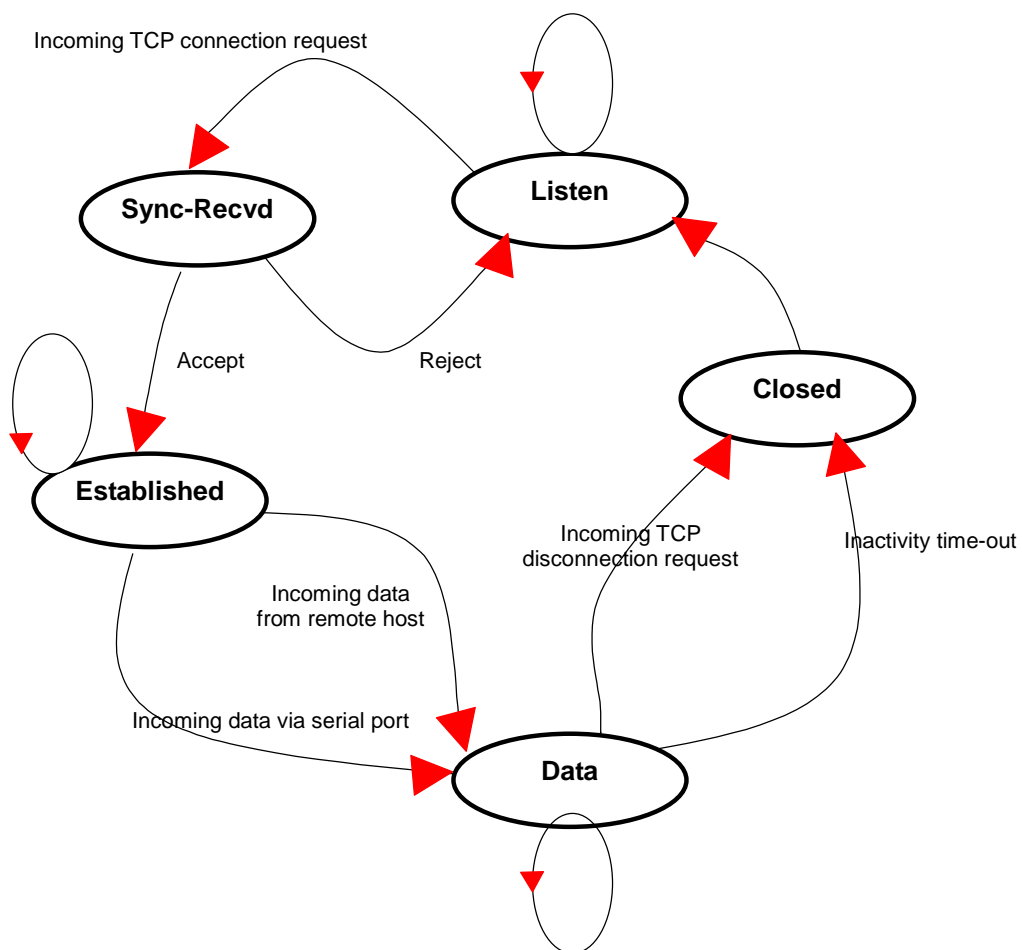 Incoming TCP connection request
Listen
Sync-Recvd
Accept
Reject
Closed
Established
Incoming TCP
disconnection request
Inactivity time-out
Incoming data
from remote host
Incoming data via serial port
Data